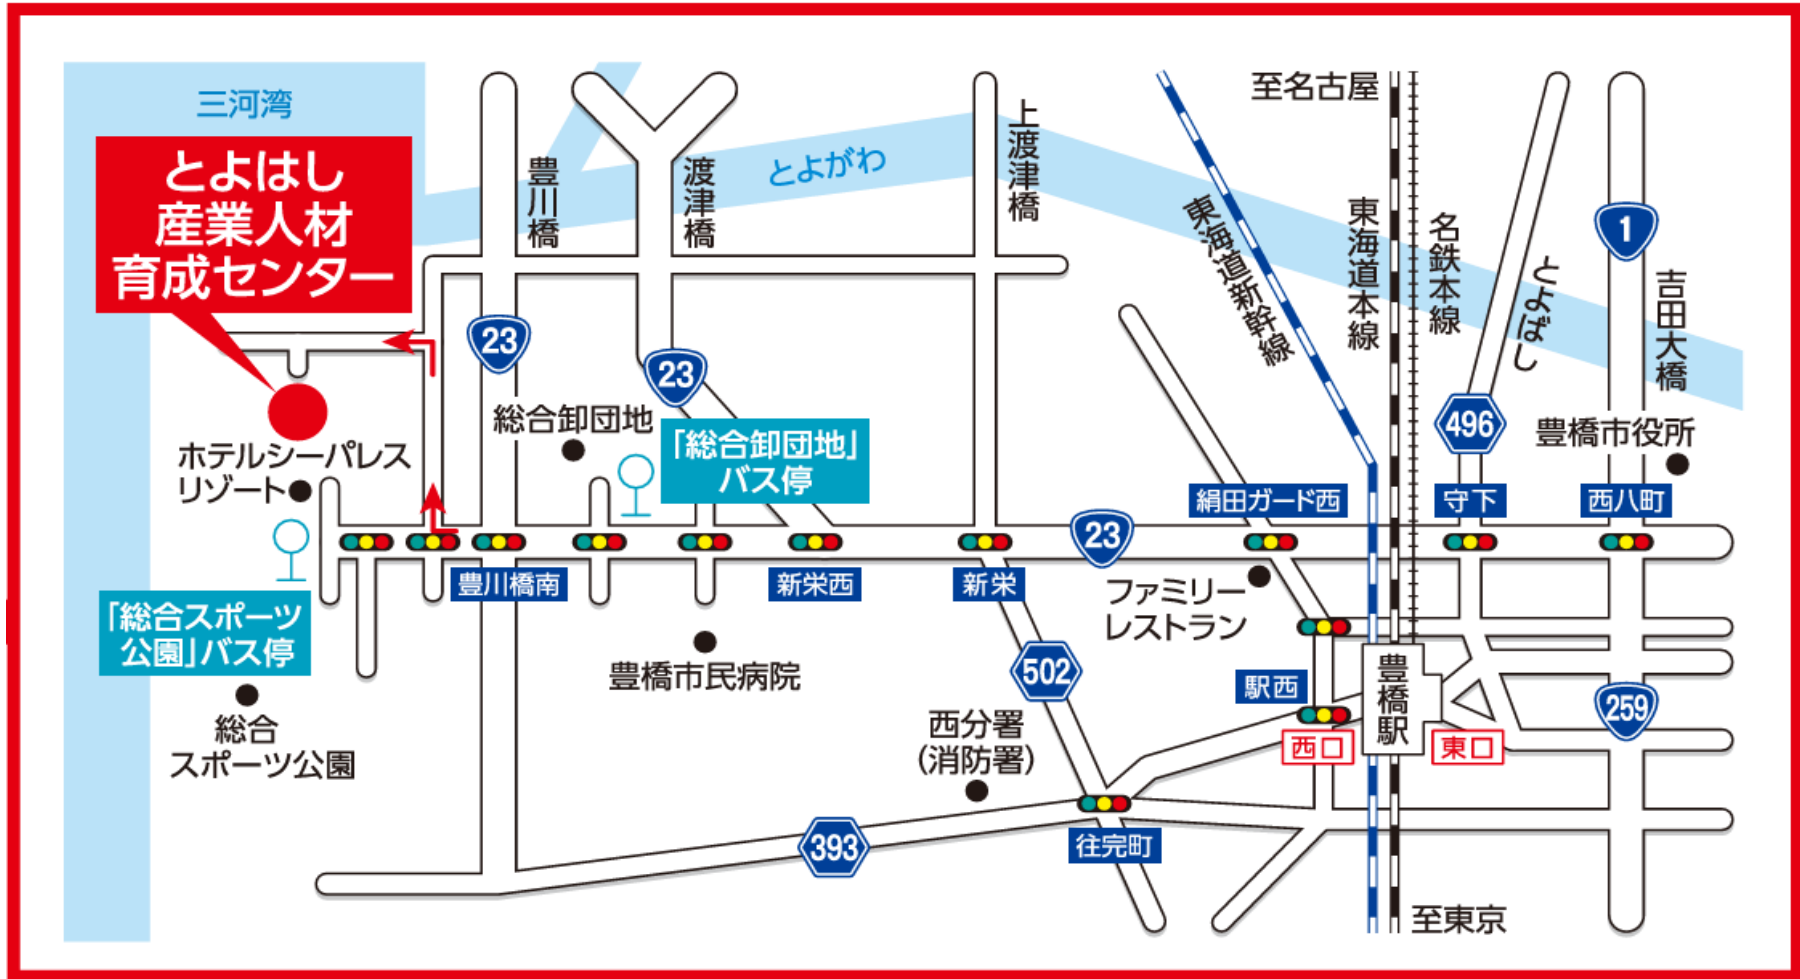 三河湾
とよはし
産業人材
育成センター
豊川橋
渡津橋
とよがわ
上渡津橋
至名古屋
東海道新幹線
東海道本線
名鉄本線
とよばし
1
吉田大橋
23
23
総合卸団地
「総合卸団地」
バス停
496
豊橋市役所
ホテルシーパレス
リゾート
絹田ガード西
守下
西八町
23
豊川橋南
新栄西
新栄
ファミリー
レストラン
「総合スポーツ
公園」バス停
豊橋市民病院
502
駅西
豊橋駅
259
総合
スポーツ公園
西分署
(消防署)
西口
東口
393
往完町
至東京